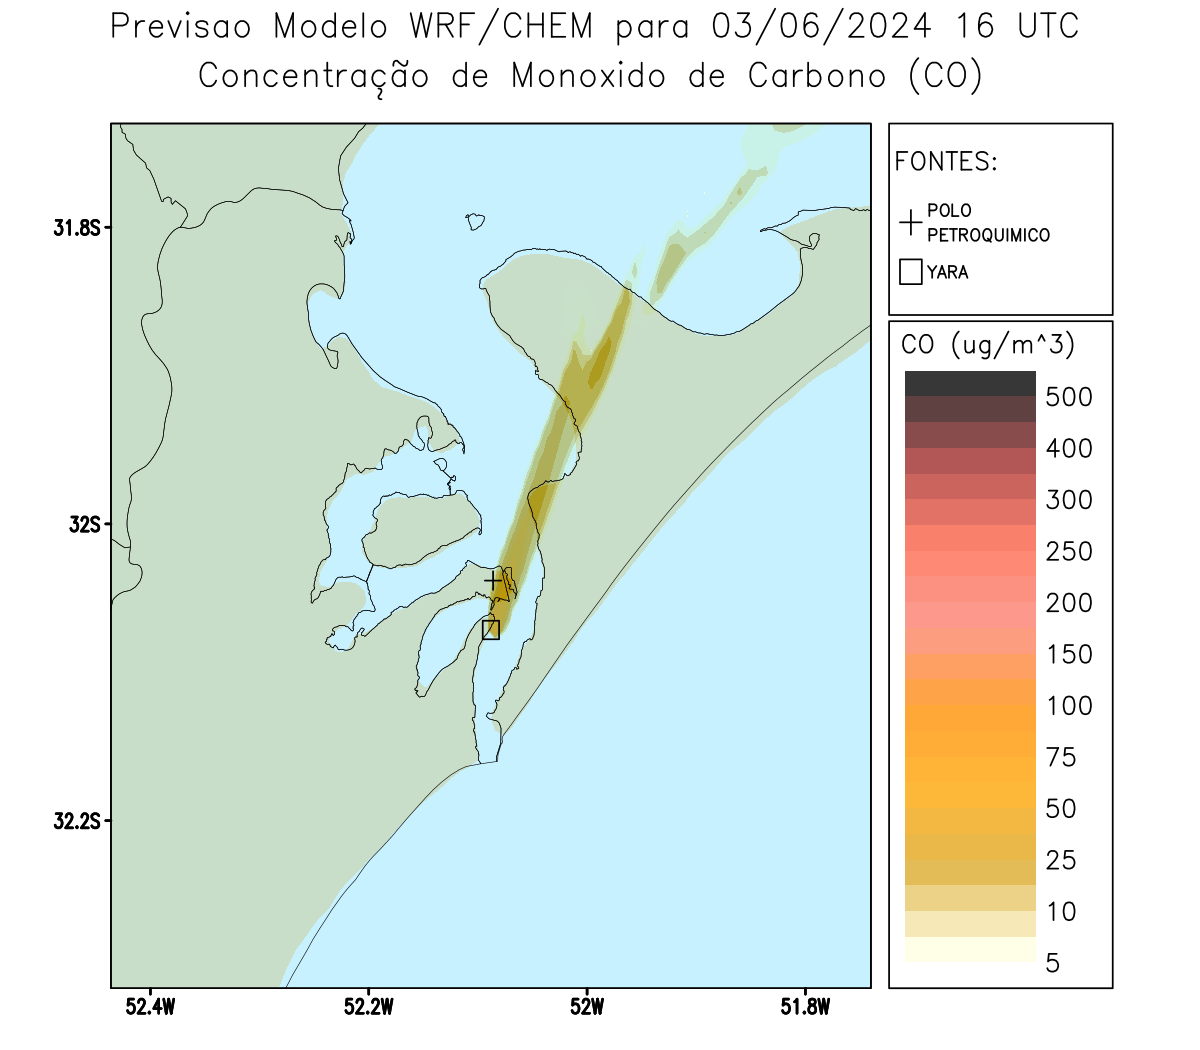 Previsao Modelo WRF/CHEM para 03/06/2024 16 UTC
Concentração de Monoxido de Carbono (CO)
FONTES:
POLO
PETROQUIMICO
YARA
CO (ug/m^3)
500
400
300
250
200
150
100
75
50
25
10
5
31.8S
32S
32.2S
52.4W
52.2W
52W
51.8W